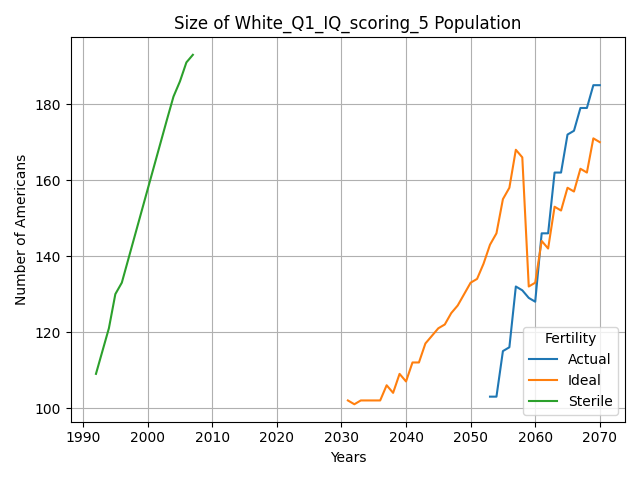 Size of White_Q1_IQ_scoring_5 Population
Number of Americans
180
160
140
120
100
1990 2000 2010 2020 2030 2040 2050 2060 2070
Years
Fertility
Actual
Ideal
Sterile